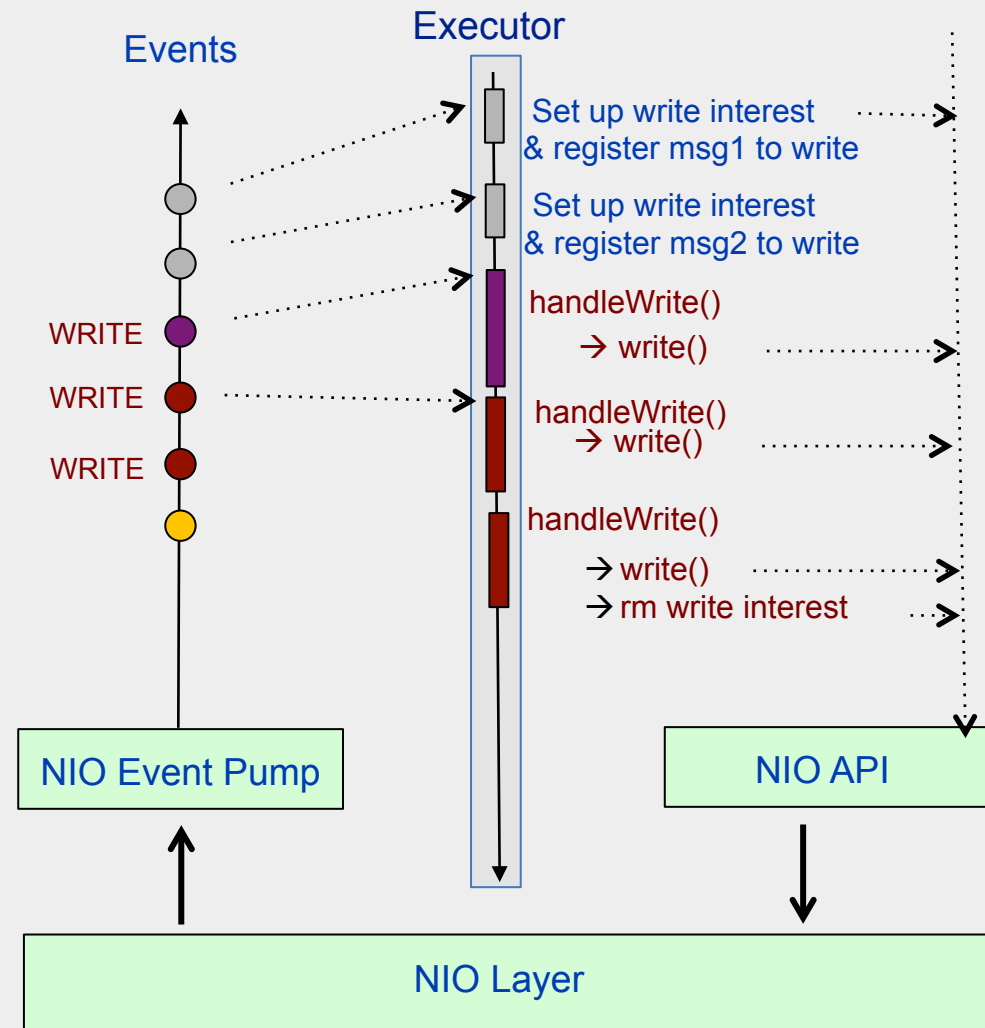 Executor
Events
Set up write interest
& register msg1 to write
Set up write interest
& register msg2 to write
handleWrite()
→ write()
WRITE
WRITE
handleWrite()
→ write()
WRITE
handleWrite()
→ write()
→ rm write interest
NIO Event Pump
NIO API
NIO Layer